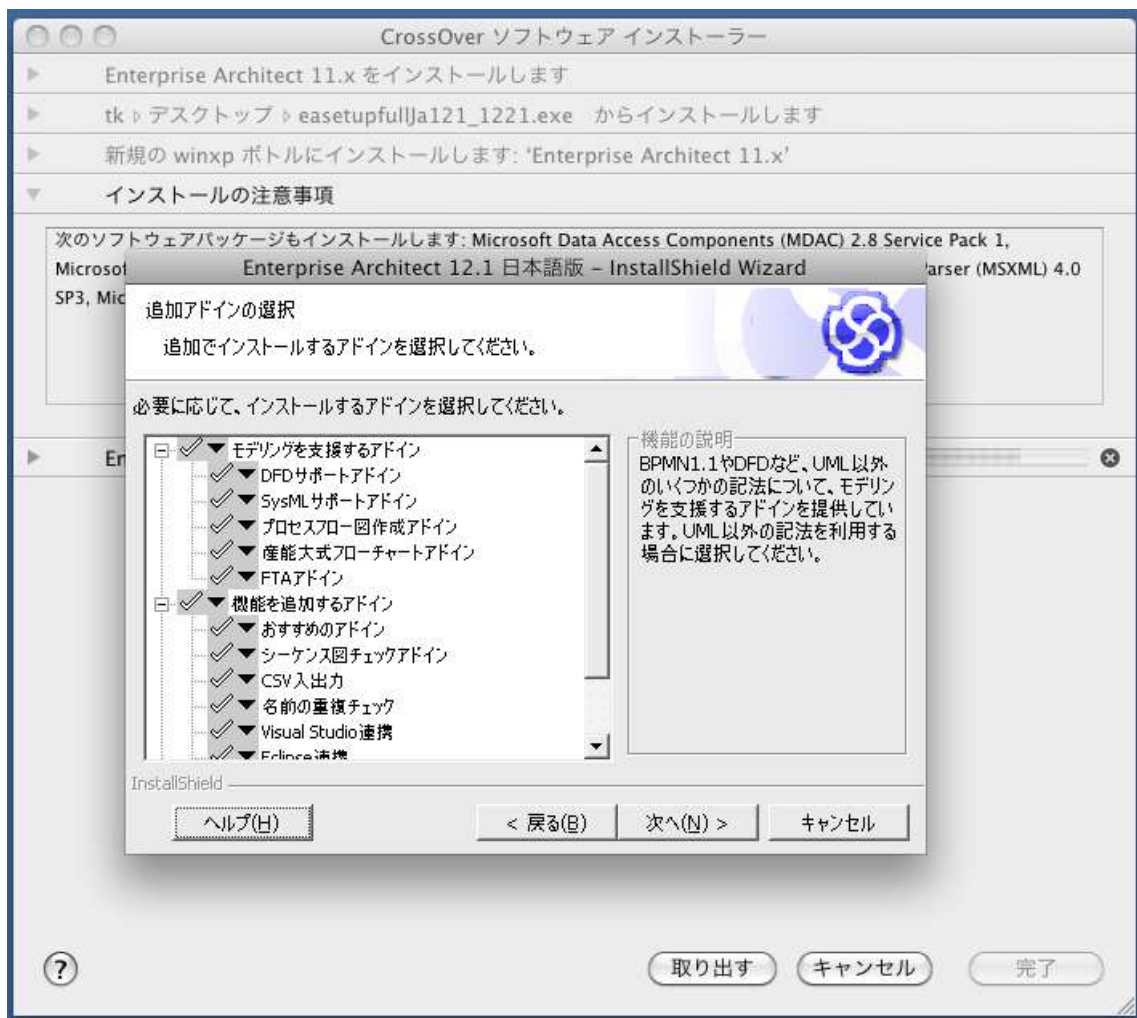 CrossOver ソフトウェア インストーラー
Enterprise Architect 11.x をインストールします
tk ▹ デスクトップ ▹ easetupfullJa121_1221.exe からインストールします
新規の winxp ボトルにインストールします: ‘Enterprise Architect 11.x’
インストールの注意事項
次のソフトウェアパッケージもインストールします: Microsoft Data Access Components (MDAC) 2.8 Service Pack 1,
(MSXML) 4.0
SP3,
Enterprise Architect 12.1 日本語版 – InstallShield Wizard
追加アドインの選択
追加でインストールするアドインを選択してください。
必要に応じて、インストールするアドインを選択してください。
モデリングを支援するアドイン
DFDサポートアドイン
SysMLサポートアドイン
プロセスフロー図作成アドイン
産能大式フローチャートアドイン
FTAアドイン
機能を追加するアドイン
おすすめのアドイン
シーケンス図チェックアドイン
CSV入出力
名前の重複チェック
Visual Studio連携
Eclipse連携
機能の説明
BPMN1.1やDFDなど、UML以外
のいくつかの記法について、モデリン
グを支援するアドインを提供してい
ます。UML以外の記法を利用する
場合に選択してください。
InstallShield
ヘルプ(H)
< 戻る(B)
次へ(N) >
キャンセル
?
取り出す
キャンセル
完了